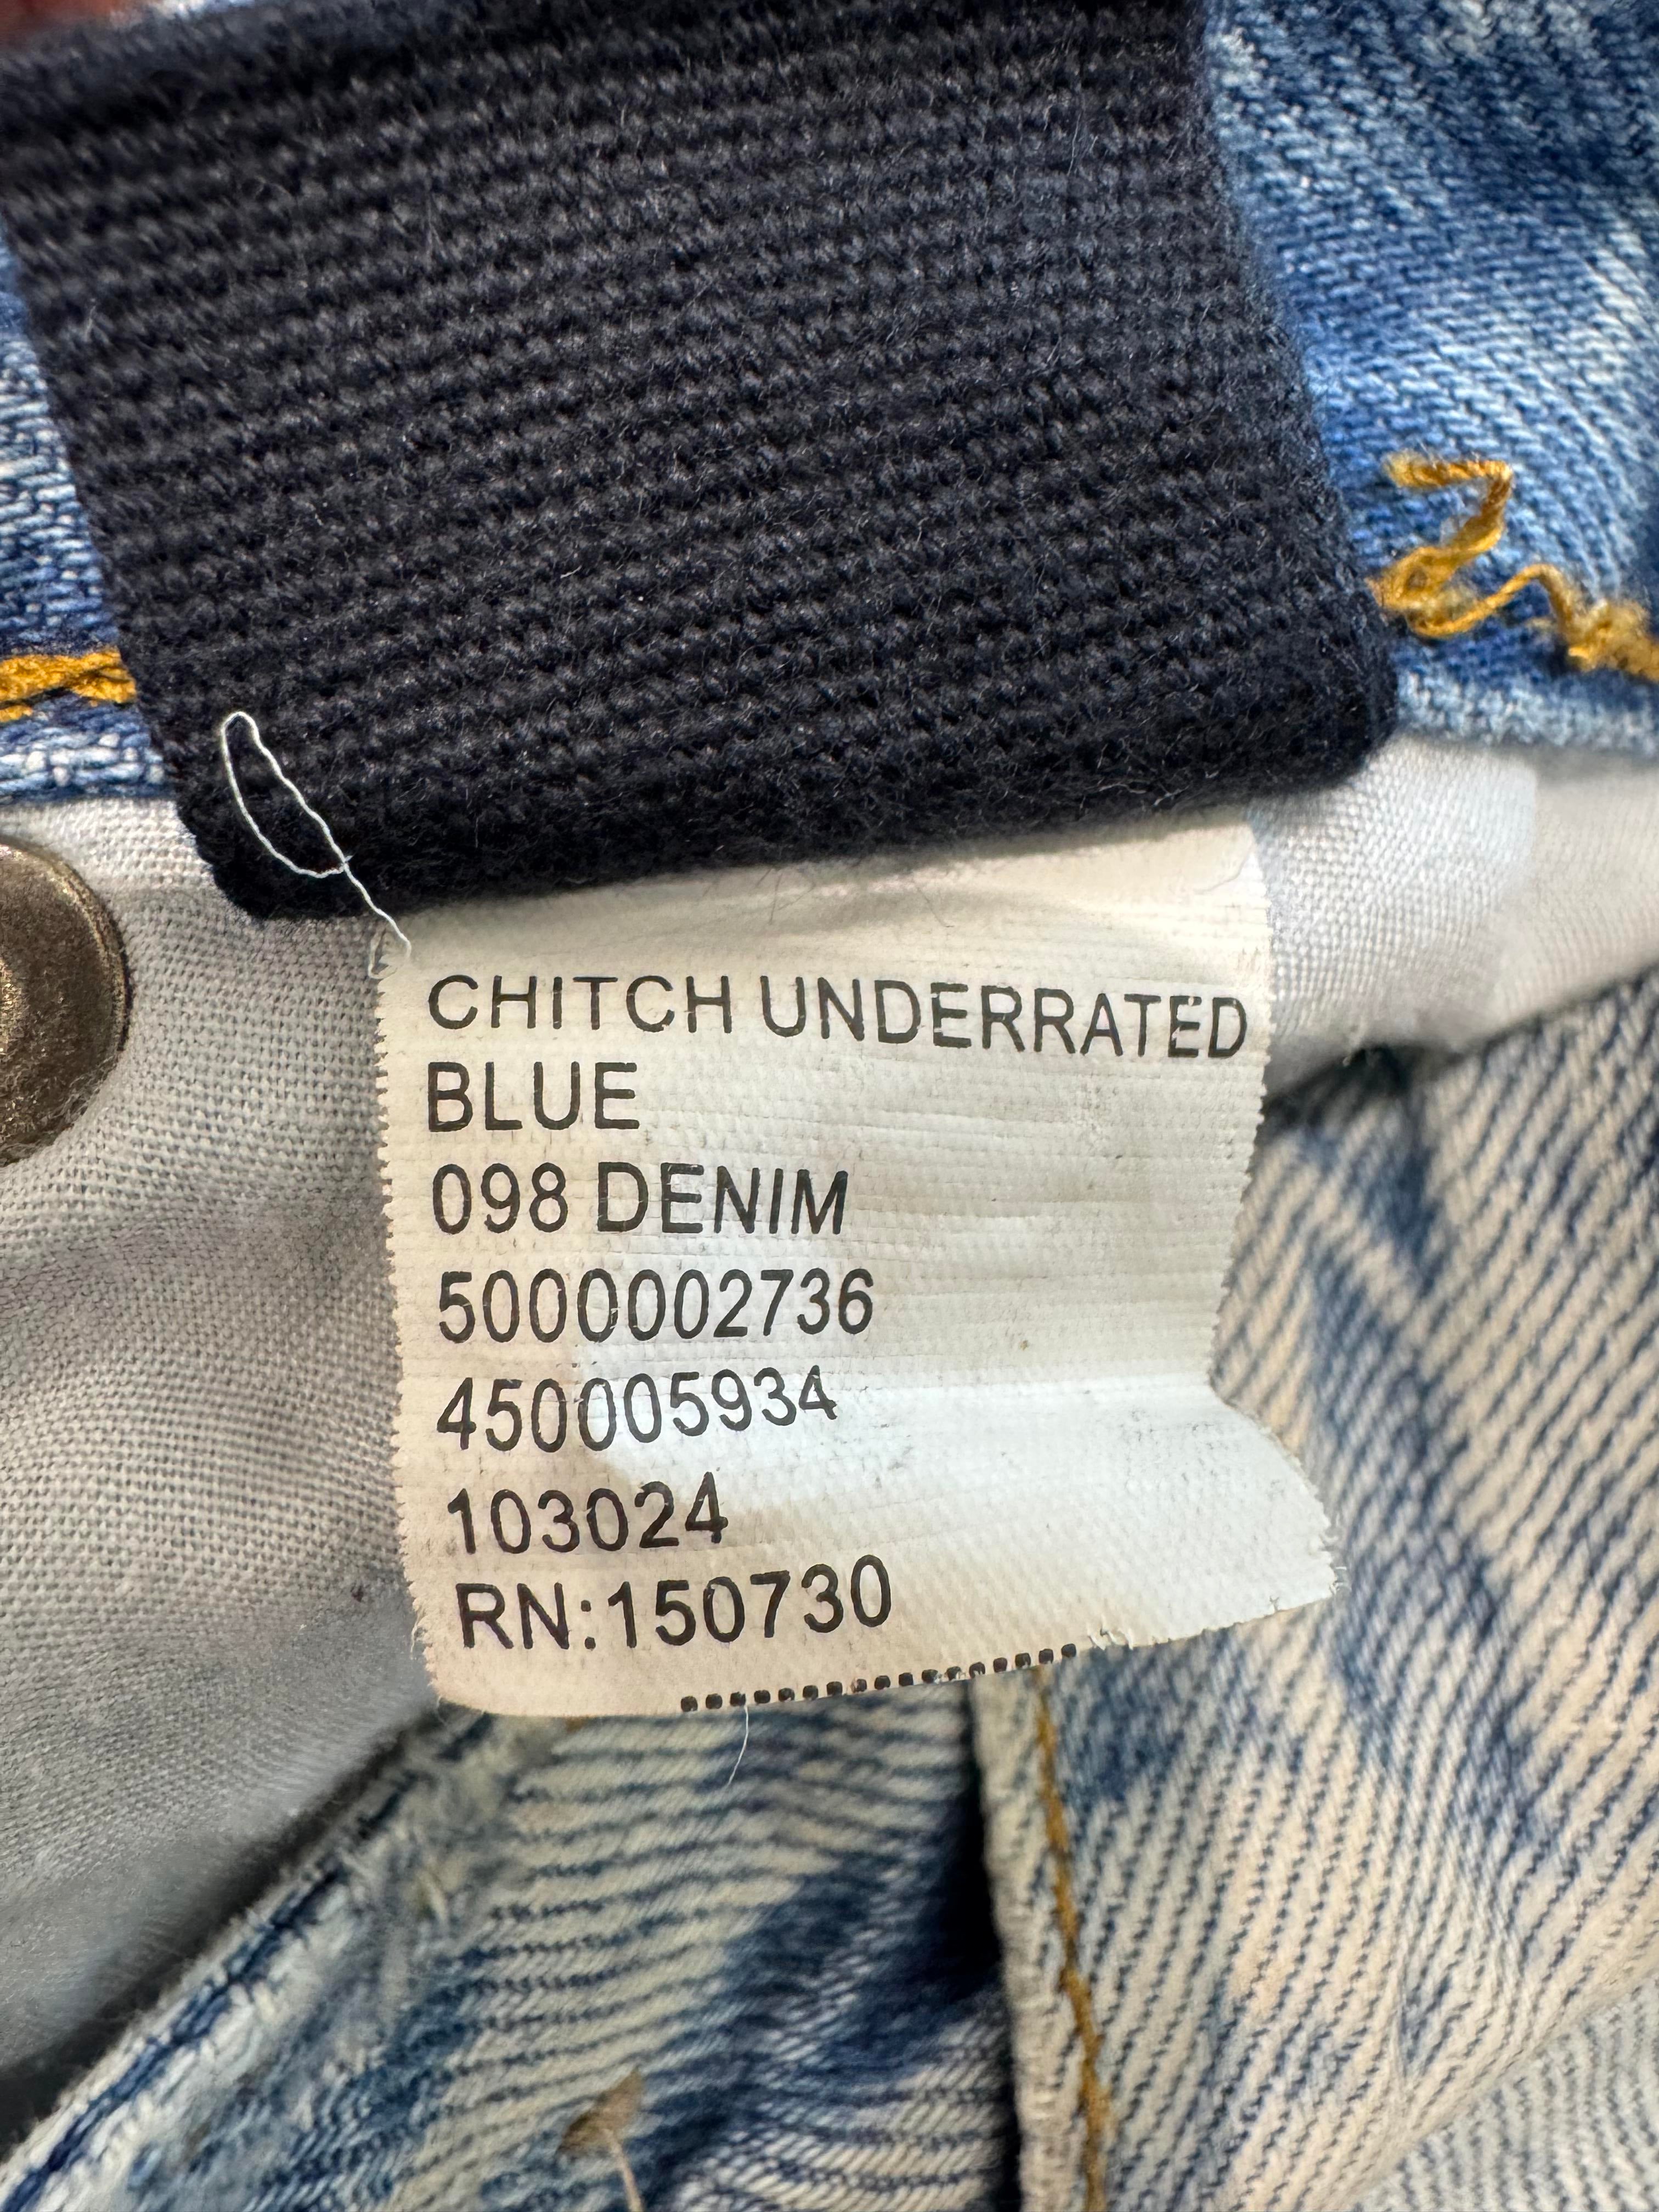 CHITCH UNDERRATED
BLUE
098 DENIM
5000002736
450005934
103024
RN:150730